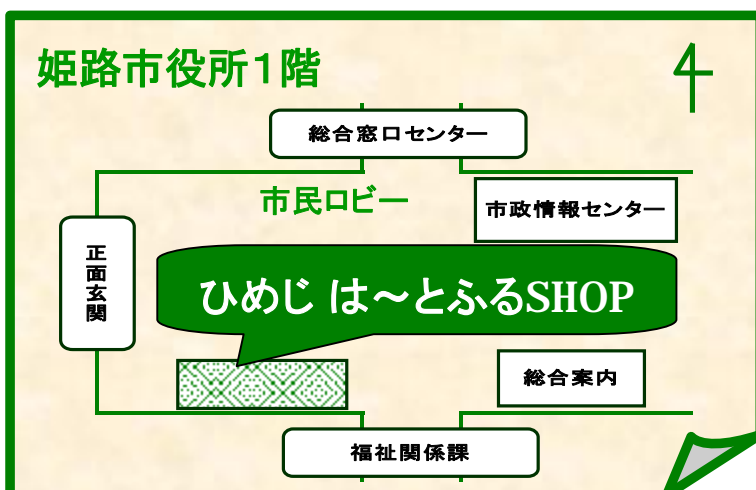 姫路市役所1階
総合窓口センター
市民ロビー
市政情報センター
正面玄関
ひめじ は～とふるSHOP
総合案内
福祉関係課